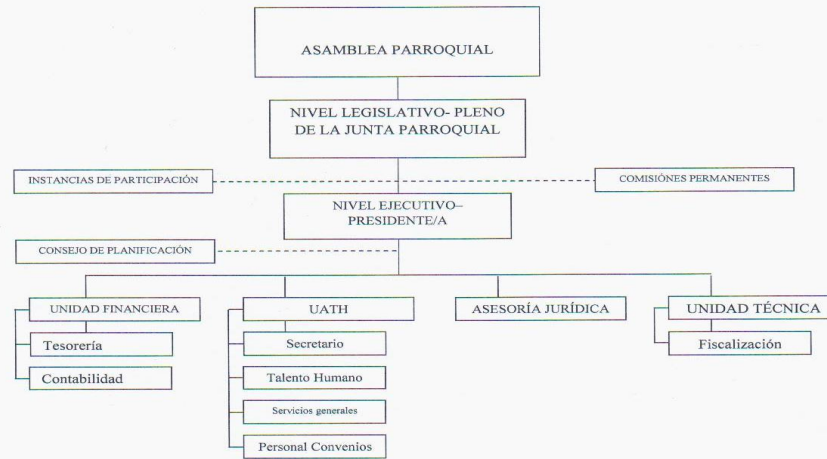 ASAMBLEA PARROQUIAL
NIVEL LEGISLATIVO- PLENO
DE LA JUNTA PARROQUIAL
INSTANCIAS DE PARTICIPACIÓN
COMISIÓNES PERMANENTES
NIVEL EJECUTIVO–
PRESIDENTE/A
CONSEJO DE PLANIFICACIÓN
UNIDAD FINANCIERA
UATH
ASESORÍA JURÍDICA
UNIDAD TÉCNICA
Tesorería
Secretario
Fiscalización
Contabilidad
Talento Humano
Servicios generales
Personal Convenios